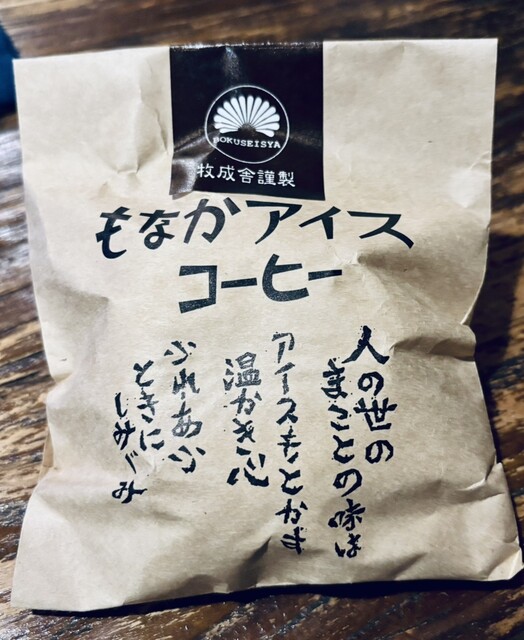 BOKUSEISYA
牧成舎謹製
もなかアイス
コーヒー
人の世の
まことの味は
アイスもとかす
温かき心
ふれあふ
ときに
しみぐみ